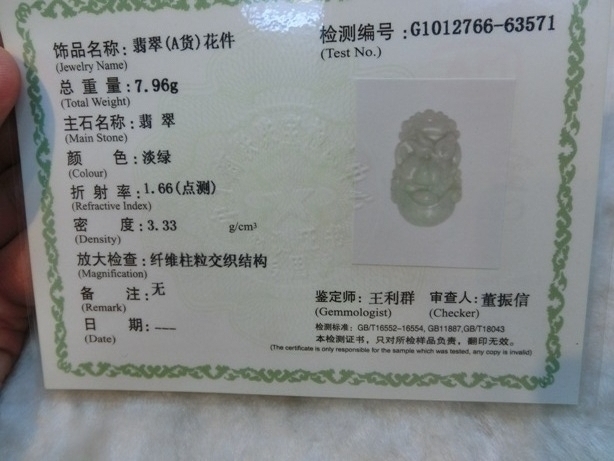 饰品名称: 翡翠(A货)花件
(Jewelry Name)
检测编号 :G1012766-63571
(Test No.)
总 重 量:7.96g
(Total Weight)
主石名称:翡 翠
(Main Stone)
颜 色:淡绿
(Colour)
折 射 率:1.66(点测)
(Refractive Index)
密 度:3.33 g/cm³
(Density)
放大检查:纤维柱粒交织结构
(Magnification)
备 注:无
(Remark)
日 期:---
(Date)
鉴定师: 王利群 审查人: 董振信
(Gemmologist) (Checker)
检测标准: GB/T16552-16554, GB11887,GB/T18043
本检测证书,只对所检样品负责,翻印无效。
(The certificate is only responsible for the sample which was tested, any copy is invalid)